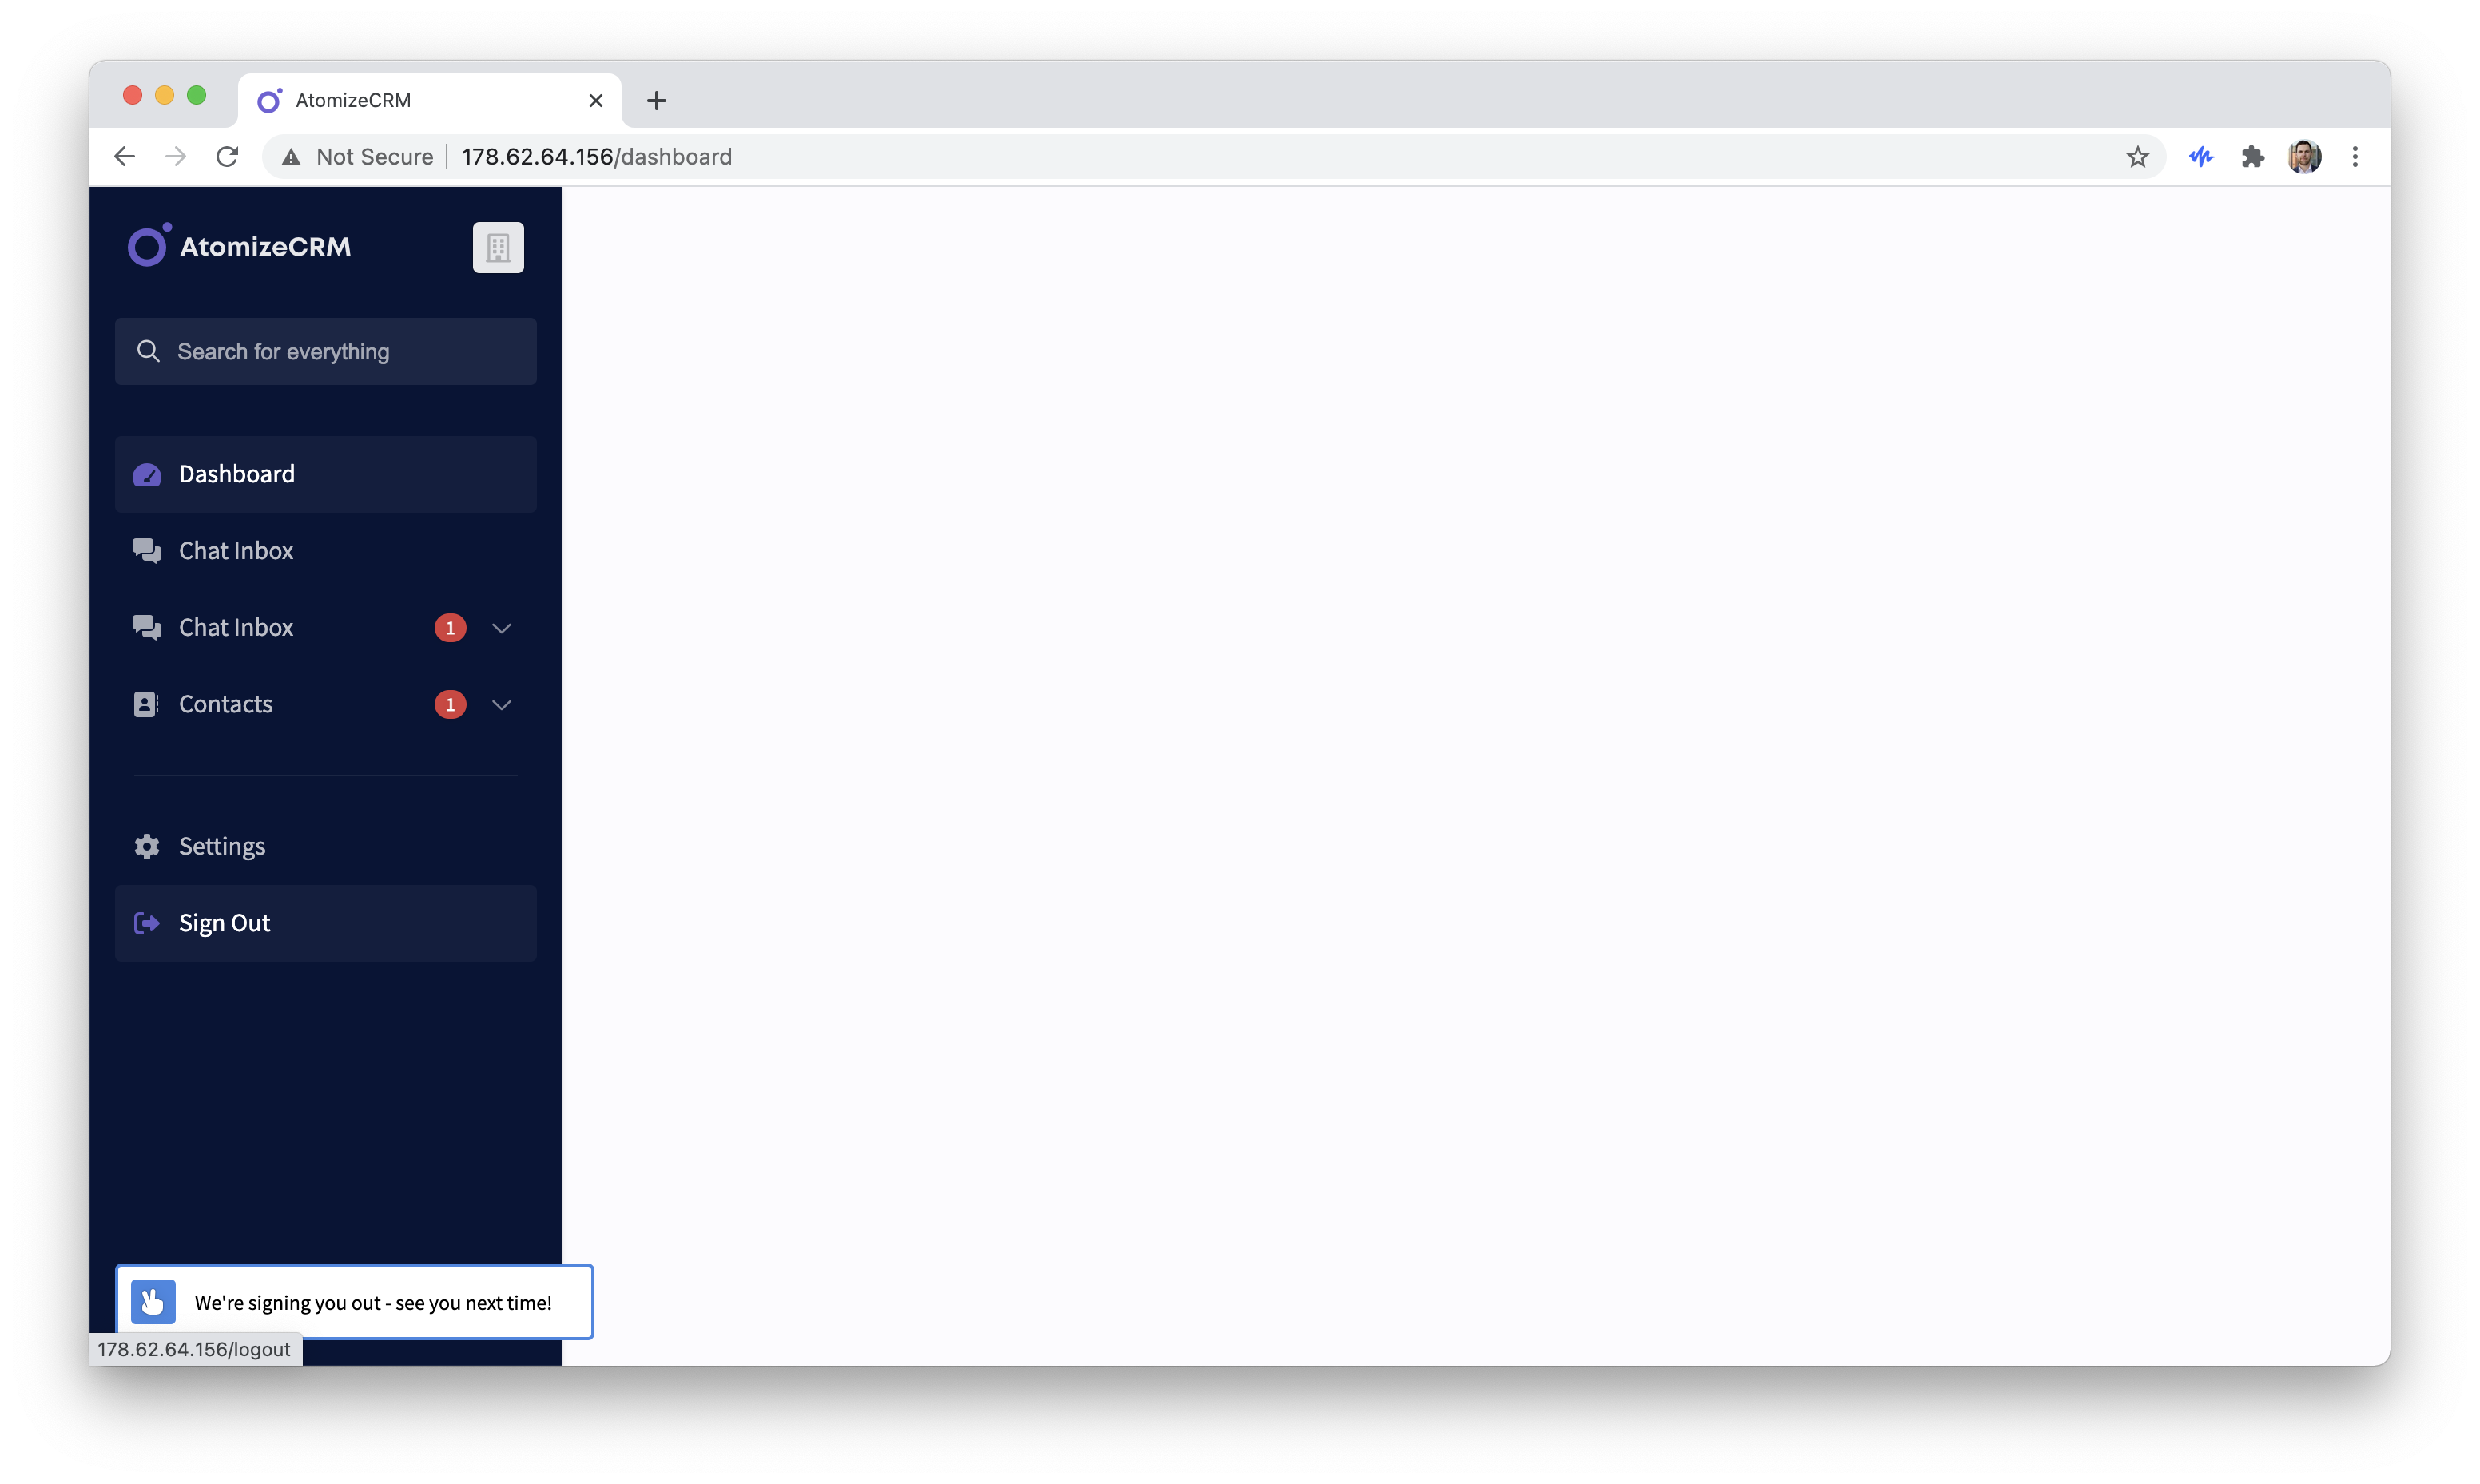 AtomizeCRM
Not Secure 178.62.64.156/dashboard
AtomizeCRM
Search for everything
Dashboard
Chat Inbox
Chat Inbox 1
Contacts 1
Settings
Sign Out
We're signing you out - see you next time!
178.62.64.156/logout